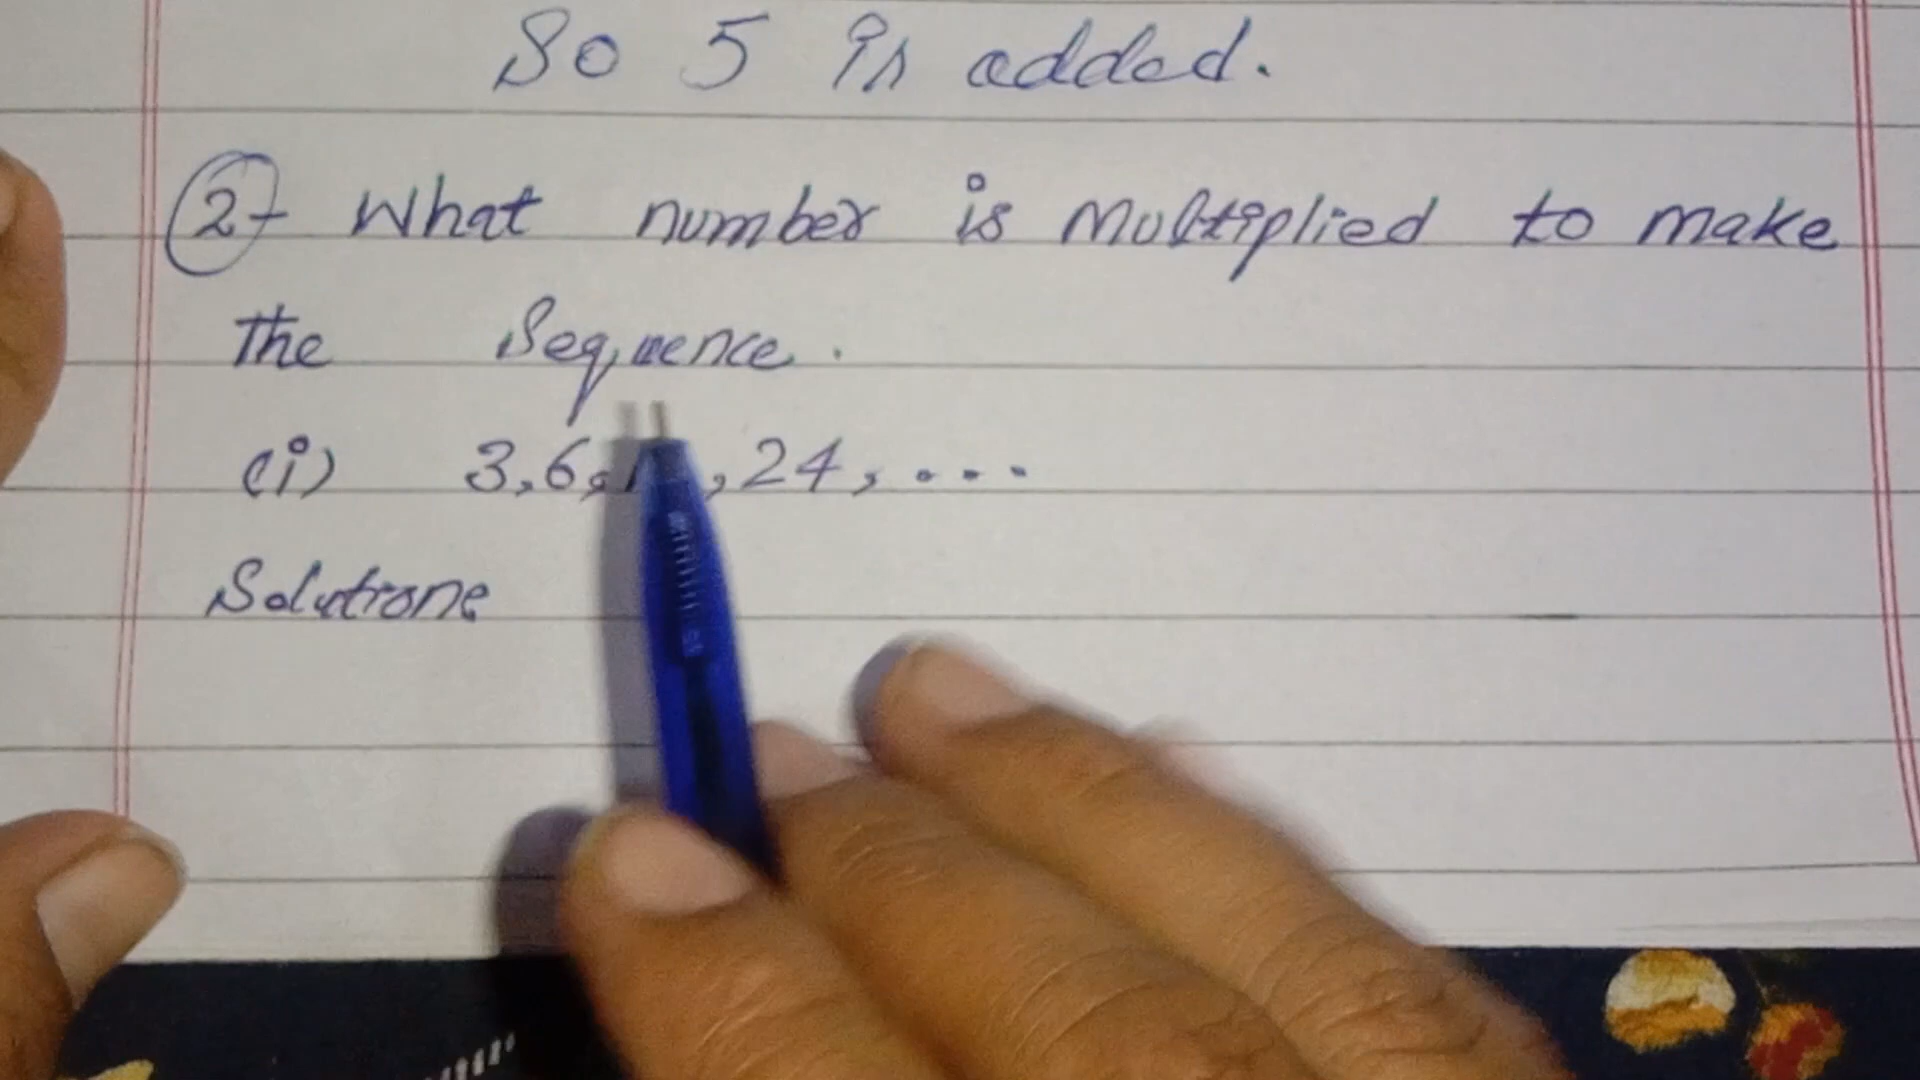 So 5 is added.
2- What number is Multiplied to make
the Sequence.
(i) 3,6, ,24, ...
Solutione